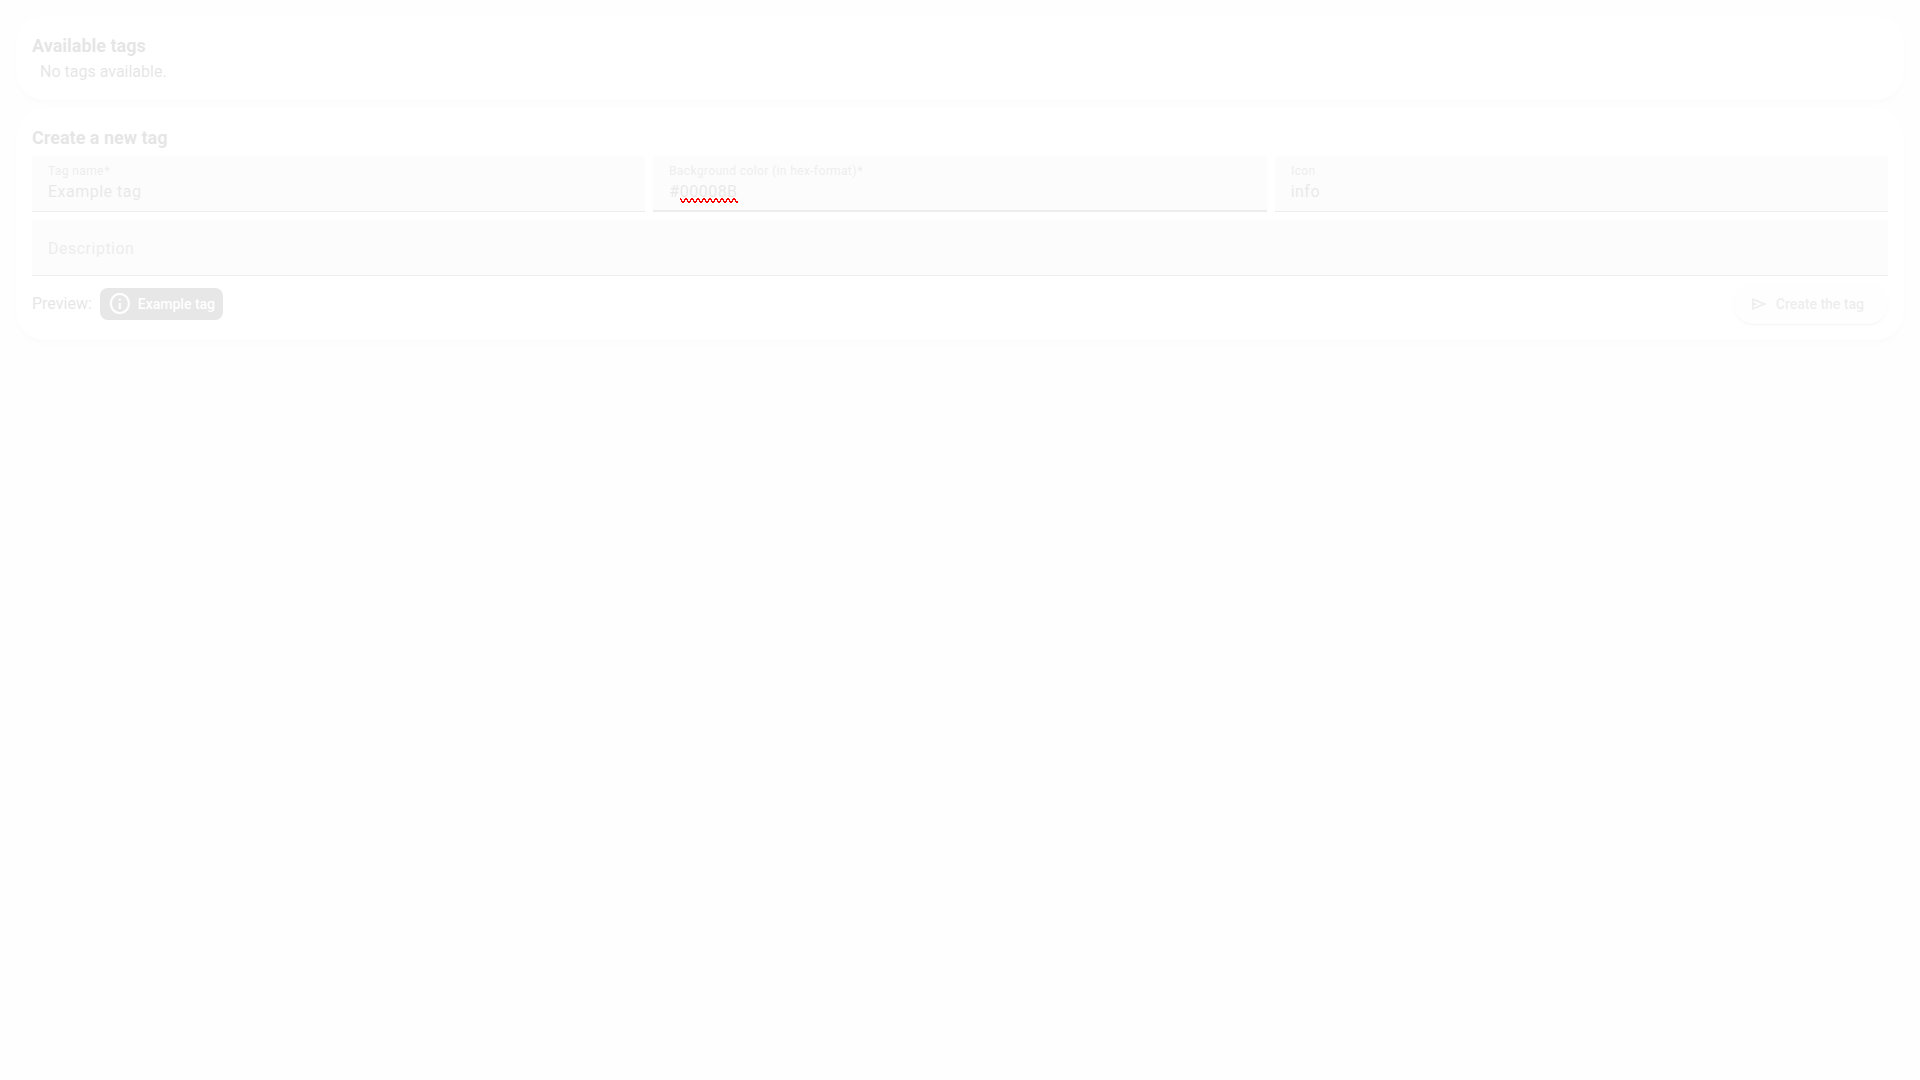 Available tags
No tags available.
Create a new tag
Tag name*
Example tag
Background color (in hex format)*
#00008B
Icon
info
Description
Preview:
Example tag
Create the tag